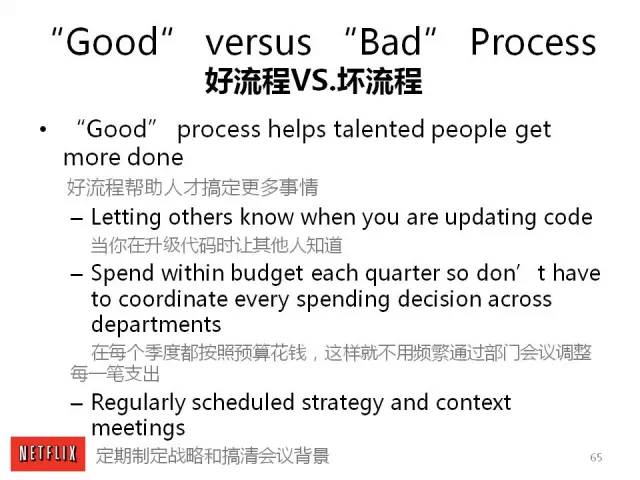 “Good” versus “Bad” Process
好流程VS.坏流程
• “Good” process helps talented people get
more done
好流程帮助人才搞定更多事情
– Letting others know when you are updating code
当你在升级代码时让其他人知道
– Spend within budget each quarter so don’t have
to coordinate every spending decision across
departments
在每个季度都按照预算花钱，这样就不用频繁通过部门会议调整
每一笔支出
– Regularly scheduled strategy and context
meetings
NETFLIX 定期制定战略和搞清会议背景 65